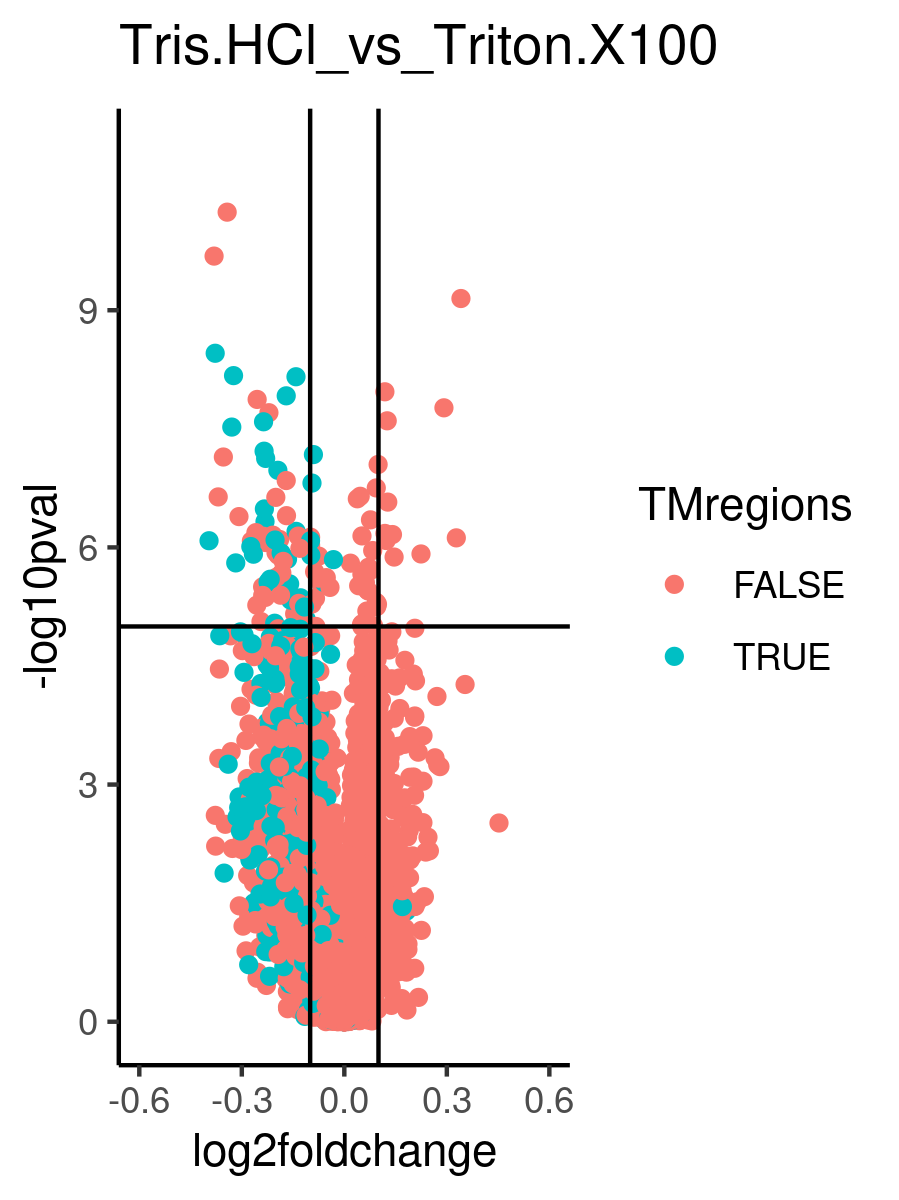 Tris.HCl_vs_Triton.X100
-log10pval
9
6
3
0
-0.6 -0.3 0.0 0.3 0.6
log2foldchange
TMregions
FALSE
TRUE